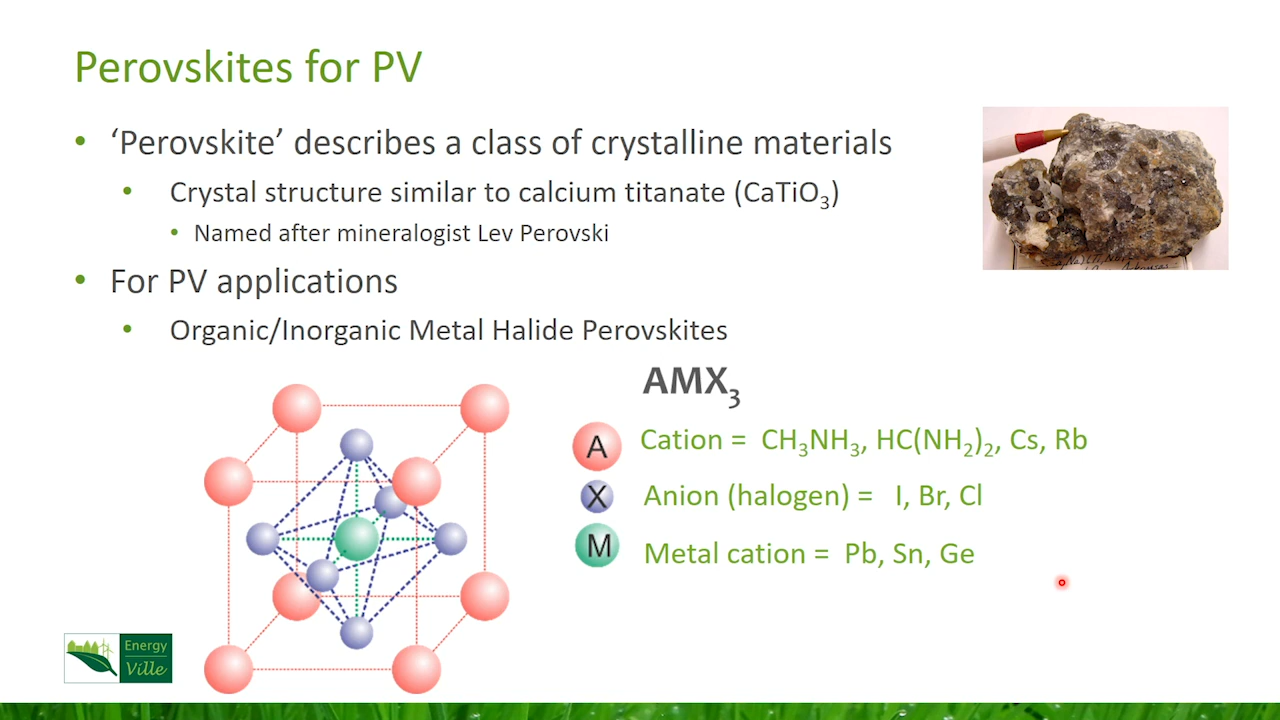 Perovskites for PV
• ‘Perovskite’ describes a class of crystalline materials
• Crystal structure similar to calcium titanate (CaTiO₃)
• Named after mineralogist Lev Perovski
• For PV applications
• Organic/Inorganic Metal Halide Perovskites
AMX₃
A Cation = CH₃NH₃, HC(NH₂)₂, Cs, Rb
X Anion (halogen) = I, Br, Cl
M Metal cation = Pb, Sn, Ge
Energy
Ville